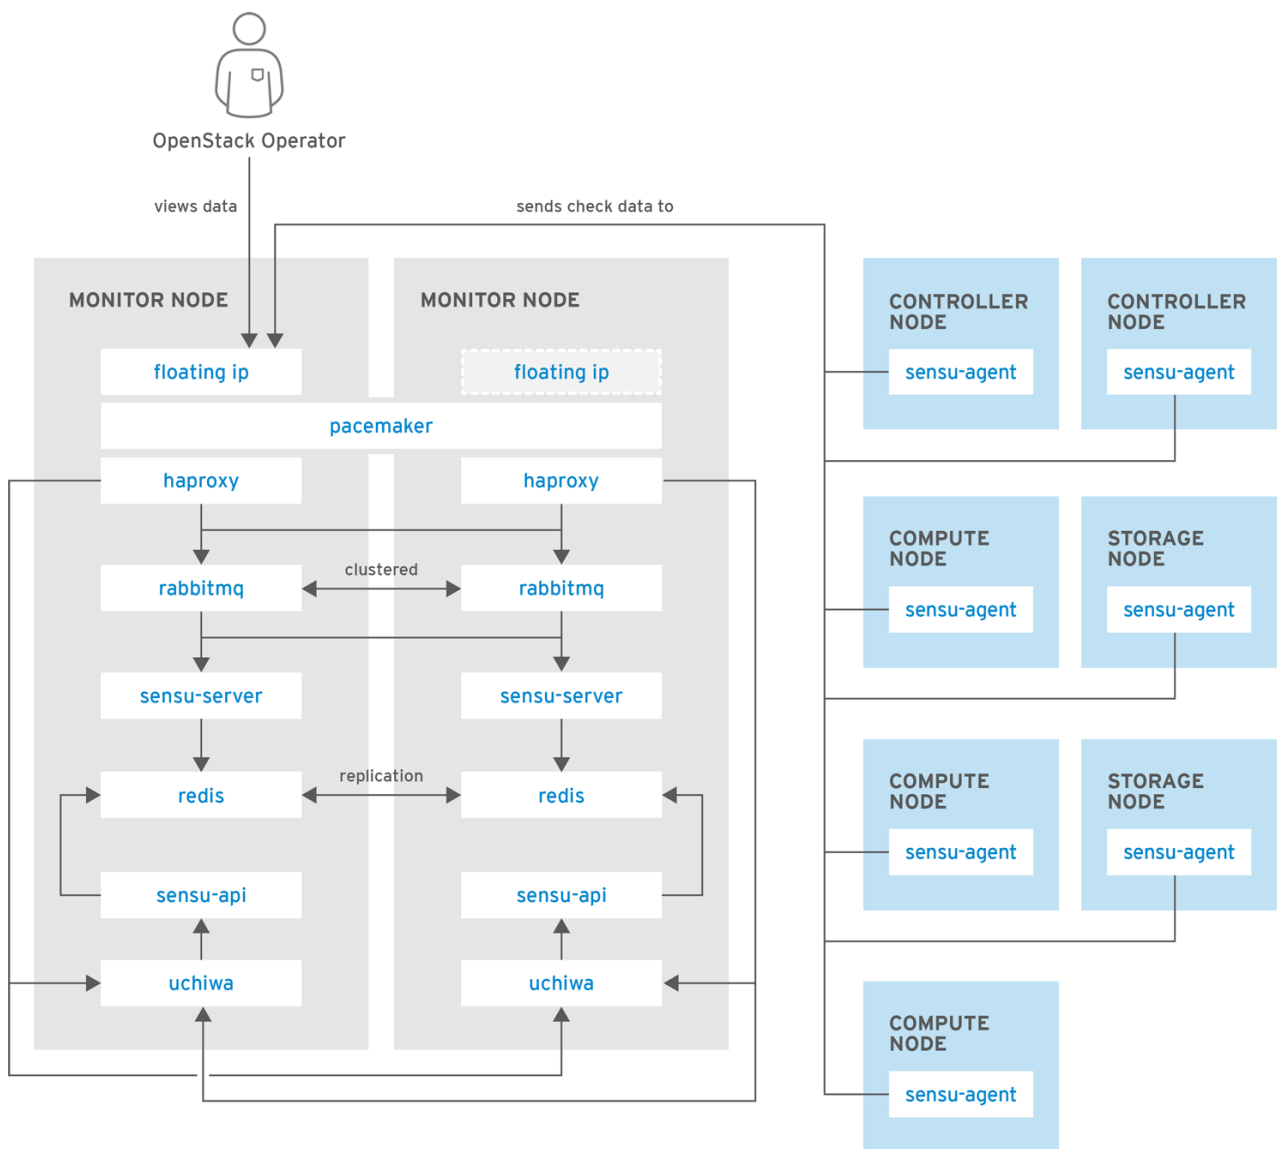 OpenStack Operator
views data
sends check data to
MONITOR NODE
floating ip
MONITOR NODE
floating ip
pacemaker
haproxy
haproxy
rabbitmq
clustered
rabbitmq
sensu-server
sensu-server
redis
replication
redis
sensu-api
sensu-api
uchiwa
uchiwa
CONTROLLER
NODE
sensu-agent
CONTROLLER
NODE
sensu-agent
COMPUTE
NODE
sensu-agent
STORAGE
NODE
sensu-agent
COMPUTE
NODE
sensu-agent
STORAGE
NODE
sensu-agent
COMPUTE
NODE
sensu-agent